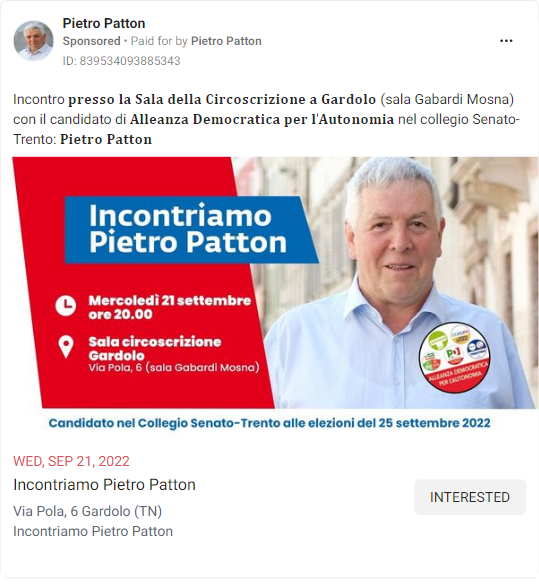 Pietro Patton
Sponsored • Paid for by Pietro Patton
ID: 839534093885343
Incontro presso la Sala della Circoscrizione a Gardolo (sala Gabardi Mosna)
con il candidato di Alleanza Democratica per l'Autonomia nel collegio Senato-
Trento: Pietro Patton
Incontriamo
Pietro Patton
Mercoledì 21 settembre
ore 20.00
Sala circoscrizione
Gardolo
Via Pola, 6 (sala Gabardi Mosna)
PD
ALLEANZA DEMOCRATICA
PER L'AUTONOMIA
Candidato nel Collegio Senato-Trento alle elezioni del 25 settembre 2022
WED, SEP 21, 2022
Incontriamo Pietro Patton
Via Pola, 6 Gardolo (TN)
Incontriamo Pietro Patton
INTERESTED